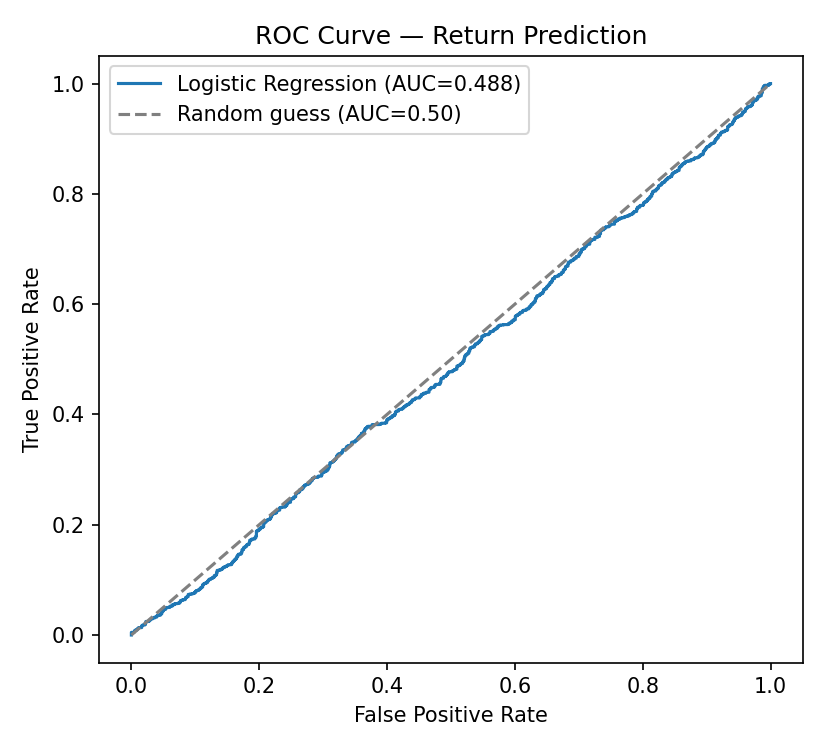 ROC Curve — Return Prediction
Logistic Regression (AUC=0.488)
Random guess (AUC=0.50)
1.0
0.8
0.6
0.4
0.2
0.0
True Positive Rate
0.0 0.2 0.4 0.6 0.8 1.0
False Positive Rate